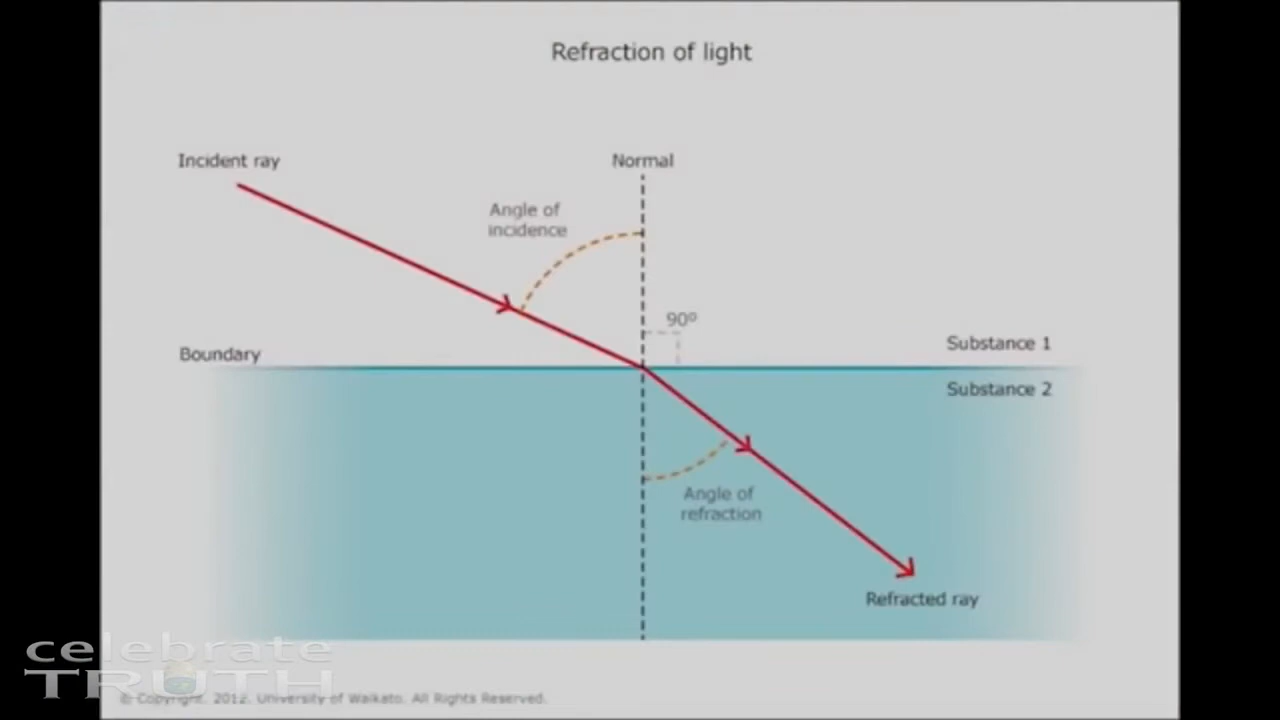 Refraction of light
Incident ray
Normal
Angle of
incidence
90º
Boundary
Substance 1
Substance 2
Angle of
refraction
Refracted ray
celebrate
TRUTH
© Copyright. 2012. University of Waikato. All Rights Reserved.